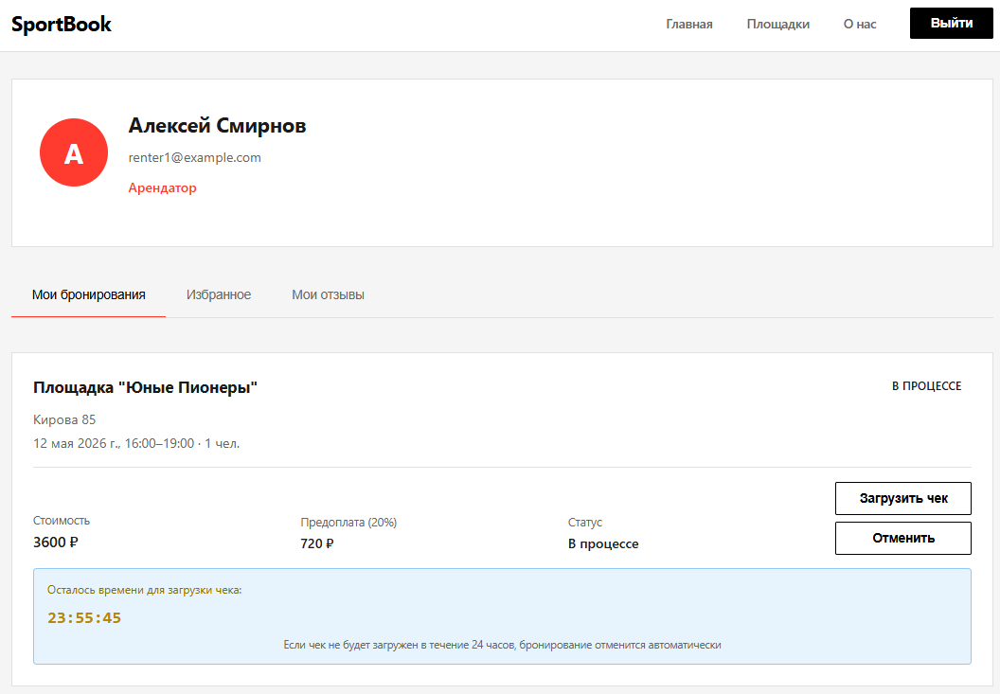 SportBook
Главная Площадки О нас Выйти
А
Алексей Смирнов
renter1@example.com
Арендатор
Мои бронирования Избранное Мои отзывы
Площадка "Юные Пионеры"
В ПРОЦЕССЕ
Кирова 85
12 мая 2026 г., 16:00–19:00 · 1 чел.
Стоимость
3600 ₽
Предоплата (20%)
720 ₽
Статус
В процессе
Загрузить чек
Отменить
Осталось времени для загрузки чека:
23:55:45
Если чек не будет загружен в течение 24 часов, бронирование отменится автоматически